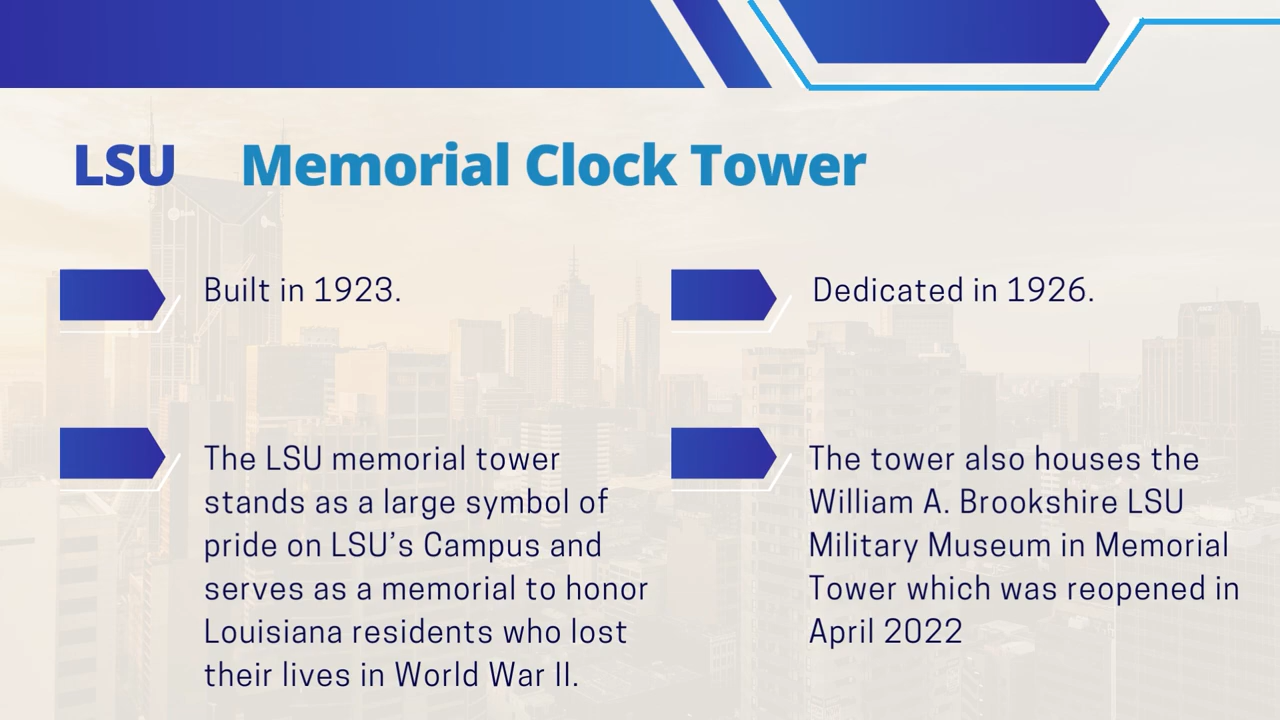 LSU Memorial Clock Tower
Built in 1923.
Dedicated in 1926.
The LSU memorial tower
stands as a large symbol of
pride on LSU’s Campus and
serves as a memorial to honor
Louisiana residents who lost
their lives in World War II.
The tower also houses the
William A. Brookshire LSU
Military Museum in Memorial
Tower which was reopened in
April 2022